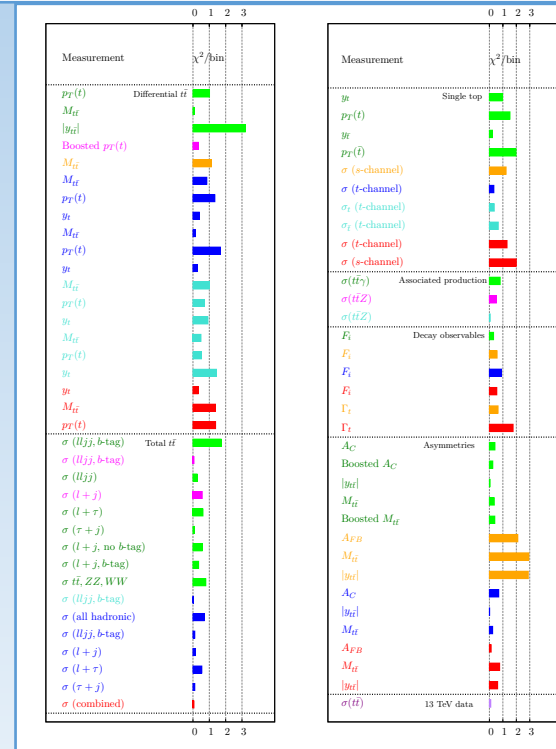 0 1 2 3
Measurement χ²/bin
p_T(t) Differential tt̄
M_tt̄
|y_tt̄|
Boosted p_T(t)
M_tt̄
M_tt̄
p_T(t)
y_t
M_tt̄
p_T(t)
y_t
M_tt̄
p_T(t)
y_t
M_tt̄
p_T(t)
y_t
y_t
M_tt̄
p_T(t)
σ (lljj, b-tag) Total tt̄
σ (lljj, b-tag)
σ (lljj)
σ (l + j)
σ (l + τ)
σ (τ + j)
σ (l + j, no b-tag)
σ (l + j, b-tag)
σ tt̄, ZZ, WW
σ (lljj, b-tag)
σ (all hadronic)
σ (lljj, b-tag)
σ (l + j)
σ (l + τ)
σ (τ + j)
σ (combined)
0 1 2 3
0 1 2 3
Measurement χ²/bin
y_t Single top
p_T(t)
y_t̄
p_T(t̄)
σ (s-channel)
σ (t-channel)
σ_t (t-channel)
σ_t̄ (t-channel)
σ (t-channel)
σ (s-channel)
σ(tt̄γ) Associated production
σ(tt̄Z)
σ(tt̄Z)
F_i Decay observables
F_i
F_i
F_i
Γ_t
Γ_t
A_C Asymmetries
Boosted A_C
|y_tt̄|
M_tt̄
Boosted M_tt̄
A_FB
M_tt̄
|y_tt̄|
A_C
|y_tt̄|
M_tt̄
A_FB
M_tt̄
|y_tt̄|
σ(tt̄) 13 TeV data
0 1 2 3